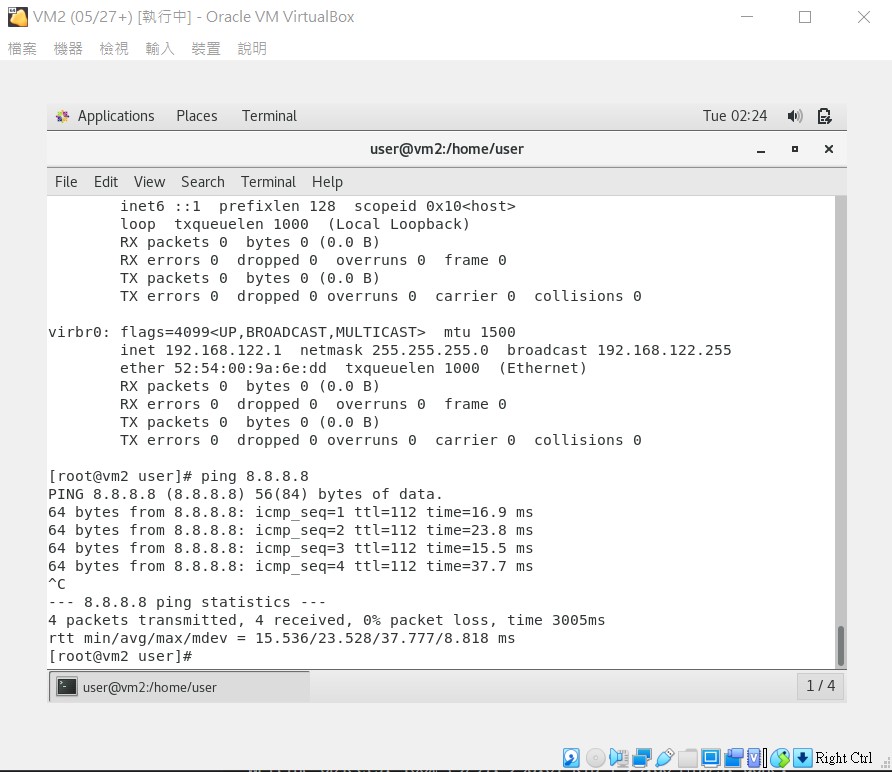 VM2 (05/27+) [執行中] - Oracle VM VirtualBox
檔案 機器 檢視 輸入 裝置 說明
Applications Places Terminal Tue 02:24
user@vm2:/home/user
File Edit View Search Terminal Help
inet6 ::1  prefixlen 128  scopeid 0x10<host>
loop  txqueuelen 1000  (Local Loopback)
RX packets 0  bytes 0 (0.0 B)
RX errors 0  dropped 0  overruns 0  frame 0
TX packets 0  bytes 0 (0.0 B)
TX errors 0  dropped 0 overruns 0  carrier 0  collisions 0
virbr0: flags=4099<UP,BROADCAST,MULTICAST>  mtu 1500
inet 192.168.122.1  netmask 255.255.255.0  broadcast 192.168.122.255
ether 52:54:00:9a:6e:dd  txqueuelen 1000  (Ethernet)
RX packets 0  bytes 0 (0.0 B)
RX errors 0  dropped 0  overruns 0  frame 0
TX packets 0  bytes 0 (0.0 B)
TX errors 0  dropped 0 overruns 0  carrier 0  collisions 0
[root@vm2 user]# ping 8.8.8.8
PING 8.8.8.8 (8.8.8.8) 56(84) bytes of data.
64 bytes from 8.8.8.8: icmp_seq=1 ttl=112 time=16.9 ms
64 bytes from 8.8.8.8: icmp_seq=2 ttl=112 time=23.8 ms
64 bytes from 8.8.8.8: icmp_seq=3 ttl=112 time=15.5 ms
64 bytes from 8.8.8.8: icmp_seq=4 ttl=112 time=37.7 ms
^C
--- 8.8.8.8 ping statistics ---
4 packets transmitted, 4 received, 0% packet loss, time 3005ms
rtt min/avg/max/mdev = 15.536/23.528/37.777/8.818 ms
[root@vm2 user]#
user@vm2:/home/user 1 / 4
Right Ctrl